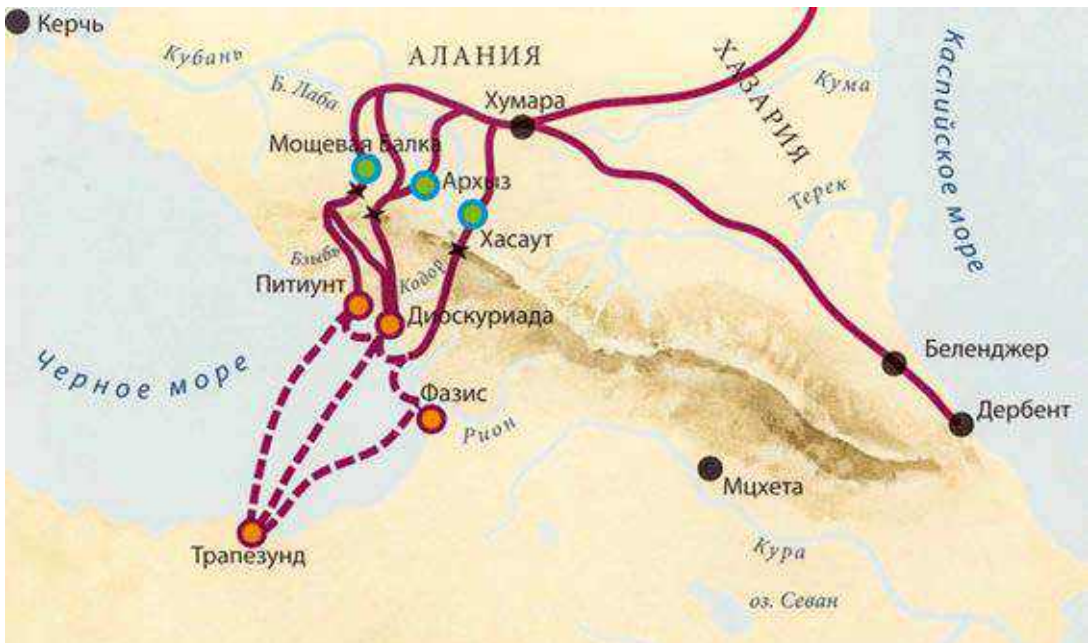 Керчь
Кубань
АЛАНИЯ
ХАЗАРИЯ
Каспийское море
Б. Лаба
Хумара
Кума
Мощевая Балка
Архыз
Терек
Хасаут
Бзыбь
Кодор
Питиунт
Диоскуриада
Черное море
Беленджер
Фазис
Рион
Дербент
Мцхета
Трапезунд
Кура
оз. Севан